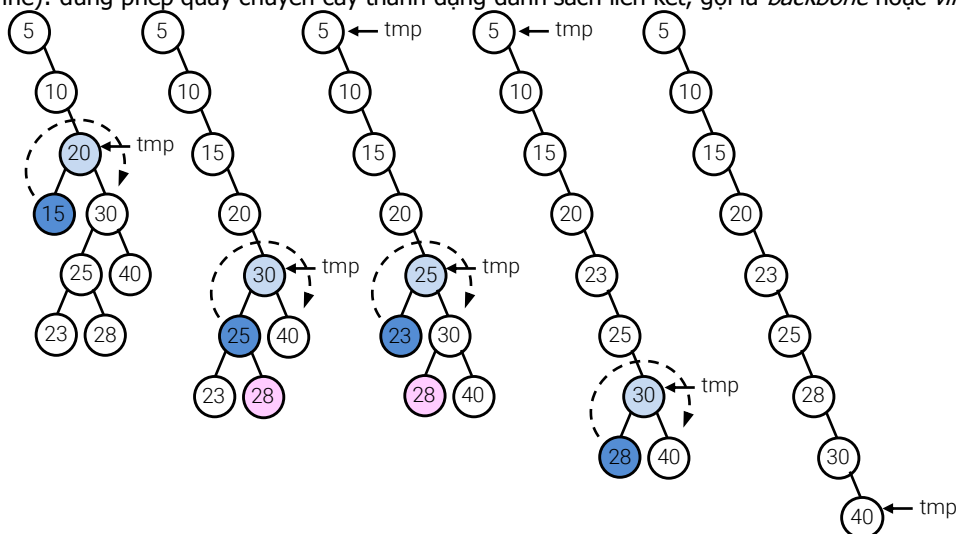 ine): dùng phép quay chuyển cây thành dạng danh sách liên kết, gọi là backbone hoặc vi
5 5 5 tmp 5 tmp 5
10 10 10 10 10
20 tmp 15 15 15 15
15 30 20 20 20 20
25 40 30 tmp 25 tmp 23 23
23 28 25 40 23 30 25 25
23 28 28 40 30 tmp 28
28 40 30
40 tmp